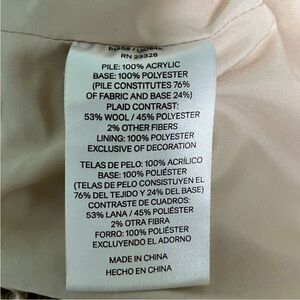 RN 23328
PILE: 100% ACRYLIC
BASE: 100% POLYESTER
(PILE CONSTITUTES 76%
OF FABRIC AND BASE 24%)
PLAID CONTRAST:
53% WOOL / 45% POLYESTER
2% OTHER FIBERS
LINING: 100% POLYESTER
EXCLUSIVE OF DECORATION
TELAS DE PELO: 100% ACRÍLICO
BASE: 100% POLIÉSTER
(TELAS DE PELO CONSISTUYEN EL
76% DEL TEJIDO Y 24% DEL BASE)
CONTRASTE DE CUADROS:
53% LANA / 45% POLIÉSTER
2% OTRA FIBRA
FORRO: 100% POLIÉSTER
EXCLUYENDO EL ADORNO
MADE IN CHINA
HECHO EN CHINA